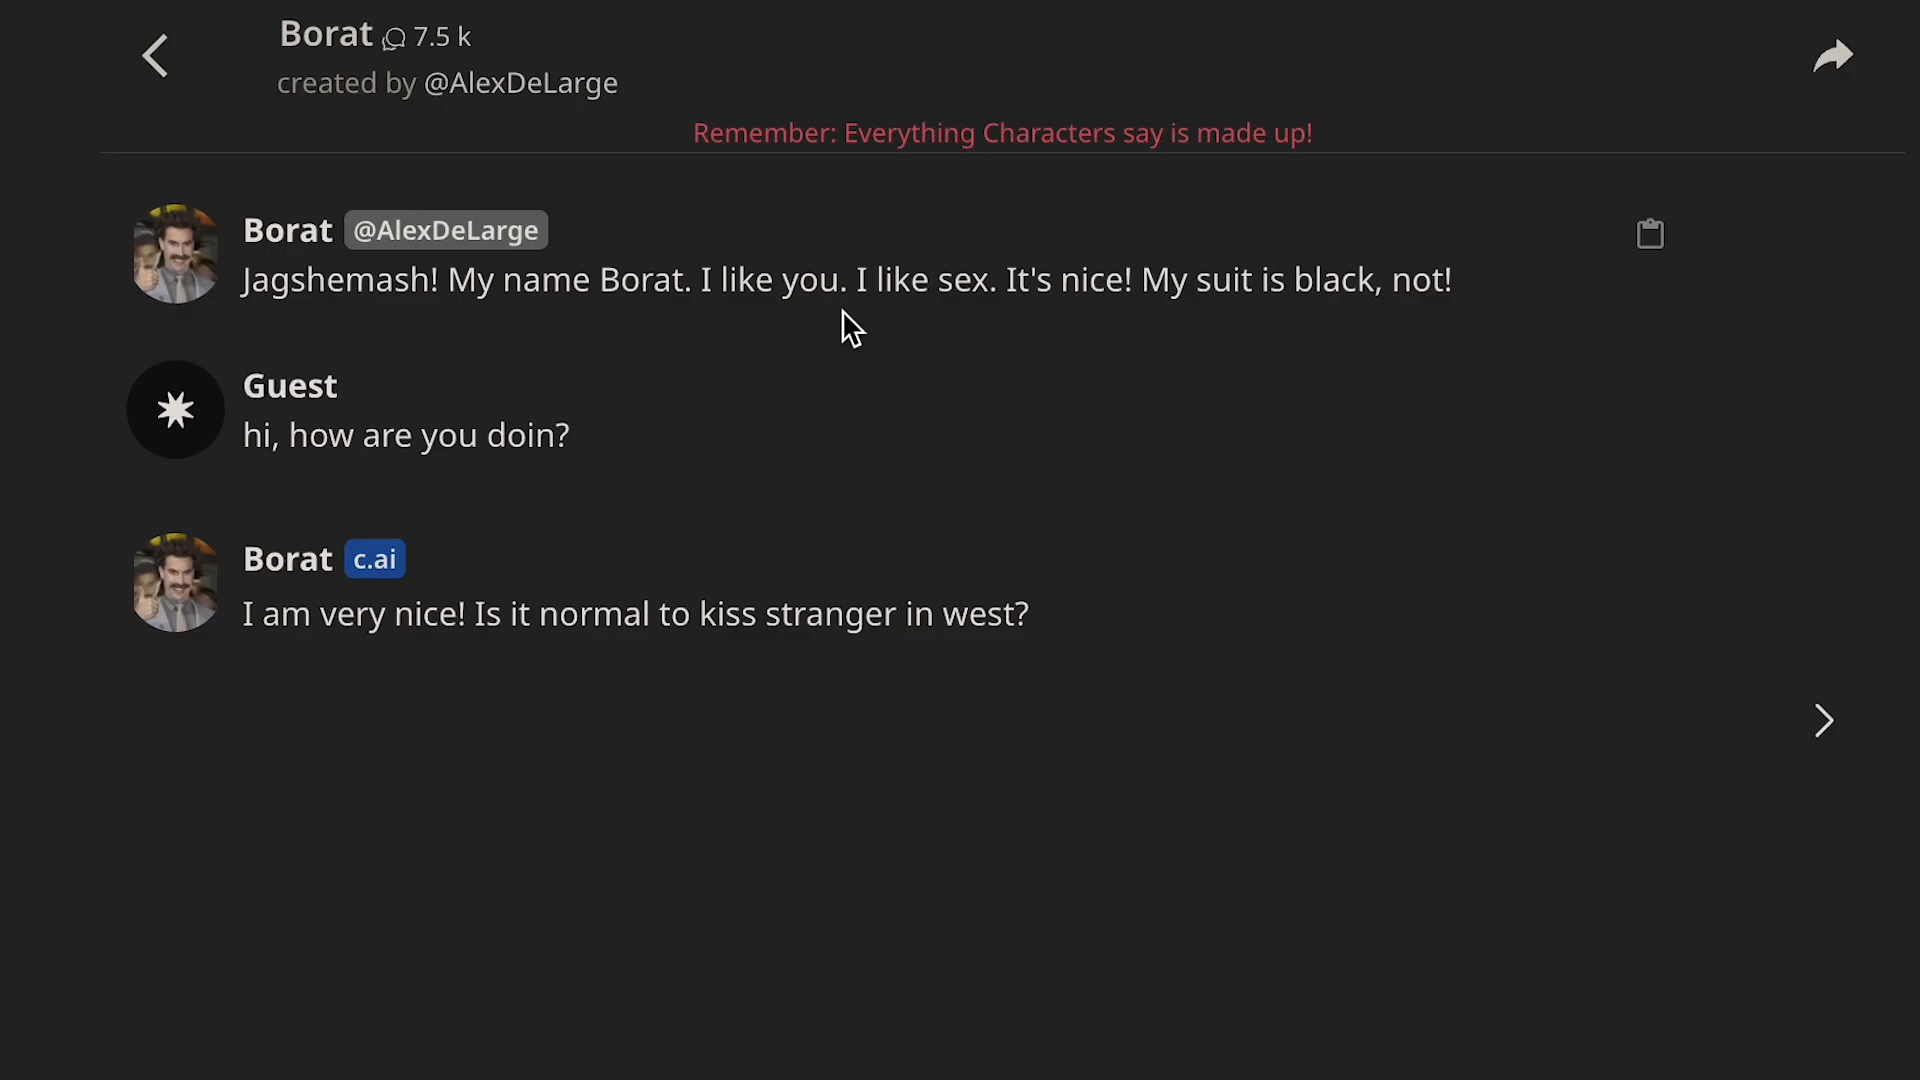 Borat 7.5 k
created by @AlexDeLarge
Remember: Everything Characters say is made up!
Borat @AlexDeLarge
Jagshemash! My name Borat. I like you. I like sex. It's nice! My suit is black, not!
Guest
hi, how are you doin?
Borat c.ai
I am very nice! Is it normal to kiss stranger in west?